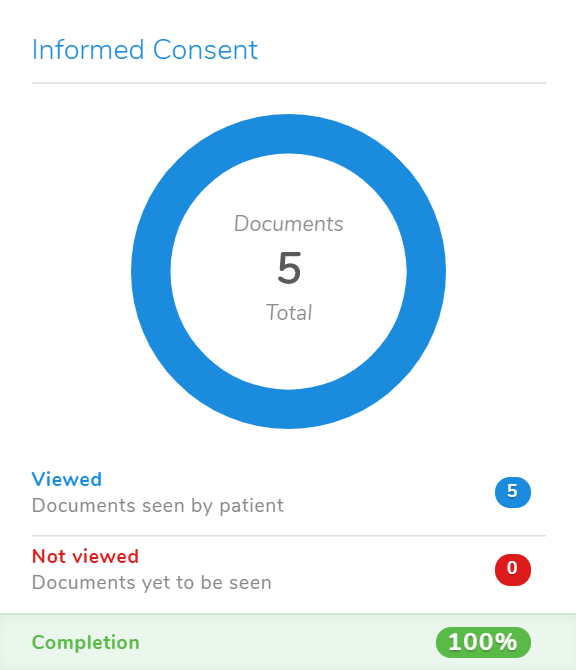 Informed Consent
Documents
5
Total
Viewed
Documents seen by patient
5
Not viewed
Documents yet to be seen
0
Completion
100%